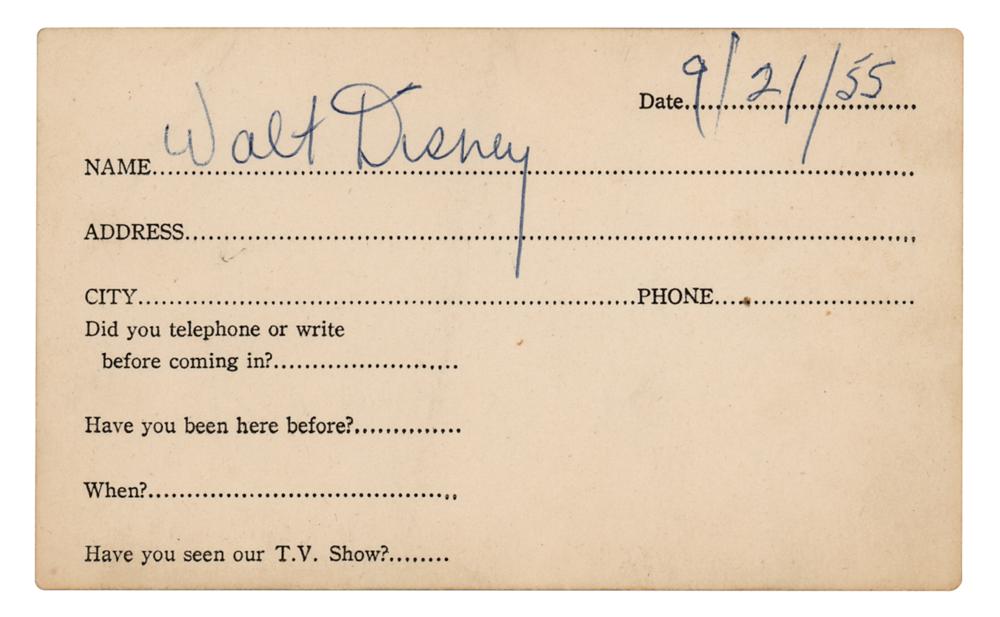 Date 9/21/55
NAME Walt Disney
ADDRESS
CITY PHONE
Did you telephone or write
before coming in?
Have you been here before?
When?
Have you seen our T.V. Show?